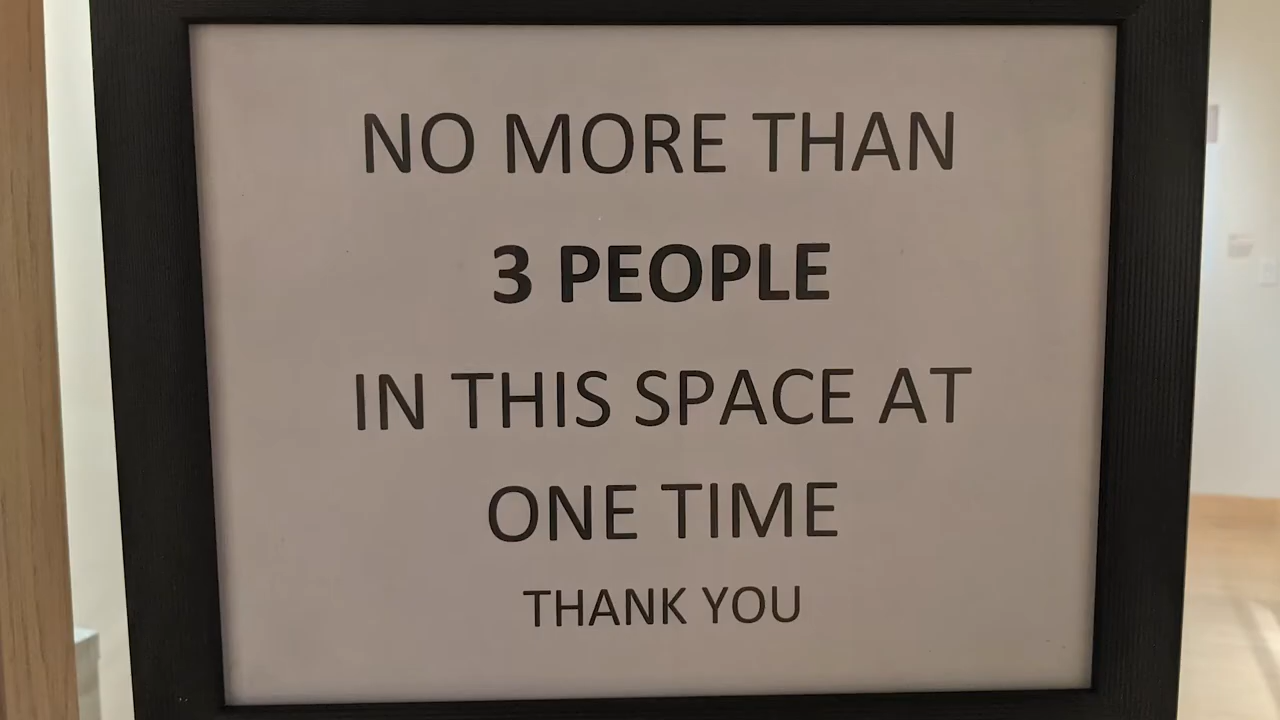 NO MORE THAN
3 PEOPLE
IN THIS SPACE AT
ONE TIME
THANK YOU